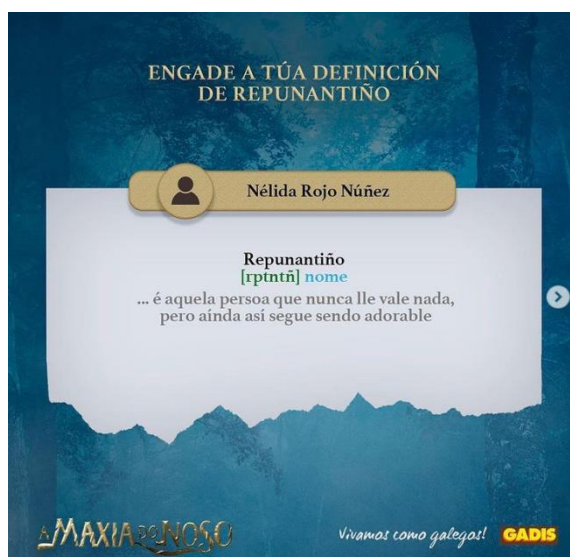 ENGADE A TÚA DEFINICIÓN
DE REPUNANTIÑO
Nélida Rojo Núñez
Repunantiño
[rptntñ] nome
... é aquela persoa que nunca lle vale nada,
pero aínda así segue sendo adorable
A MAXIA DO NOSO
Vivamos como galegos!
GADIS